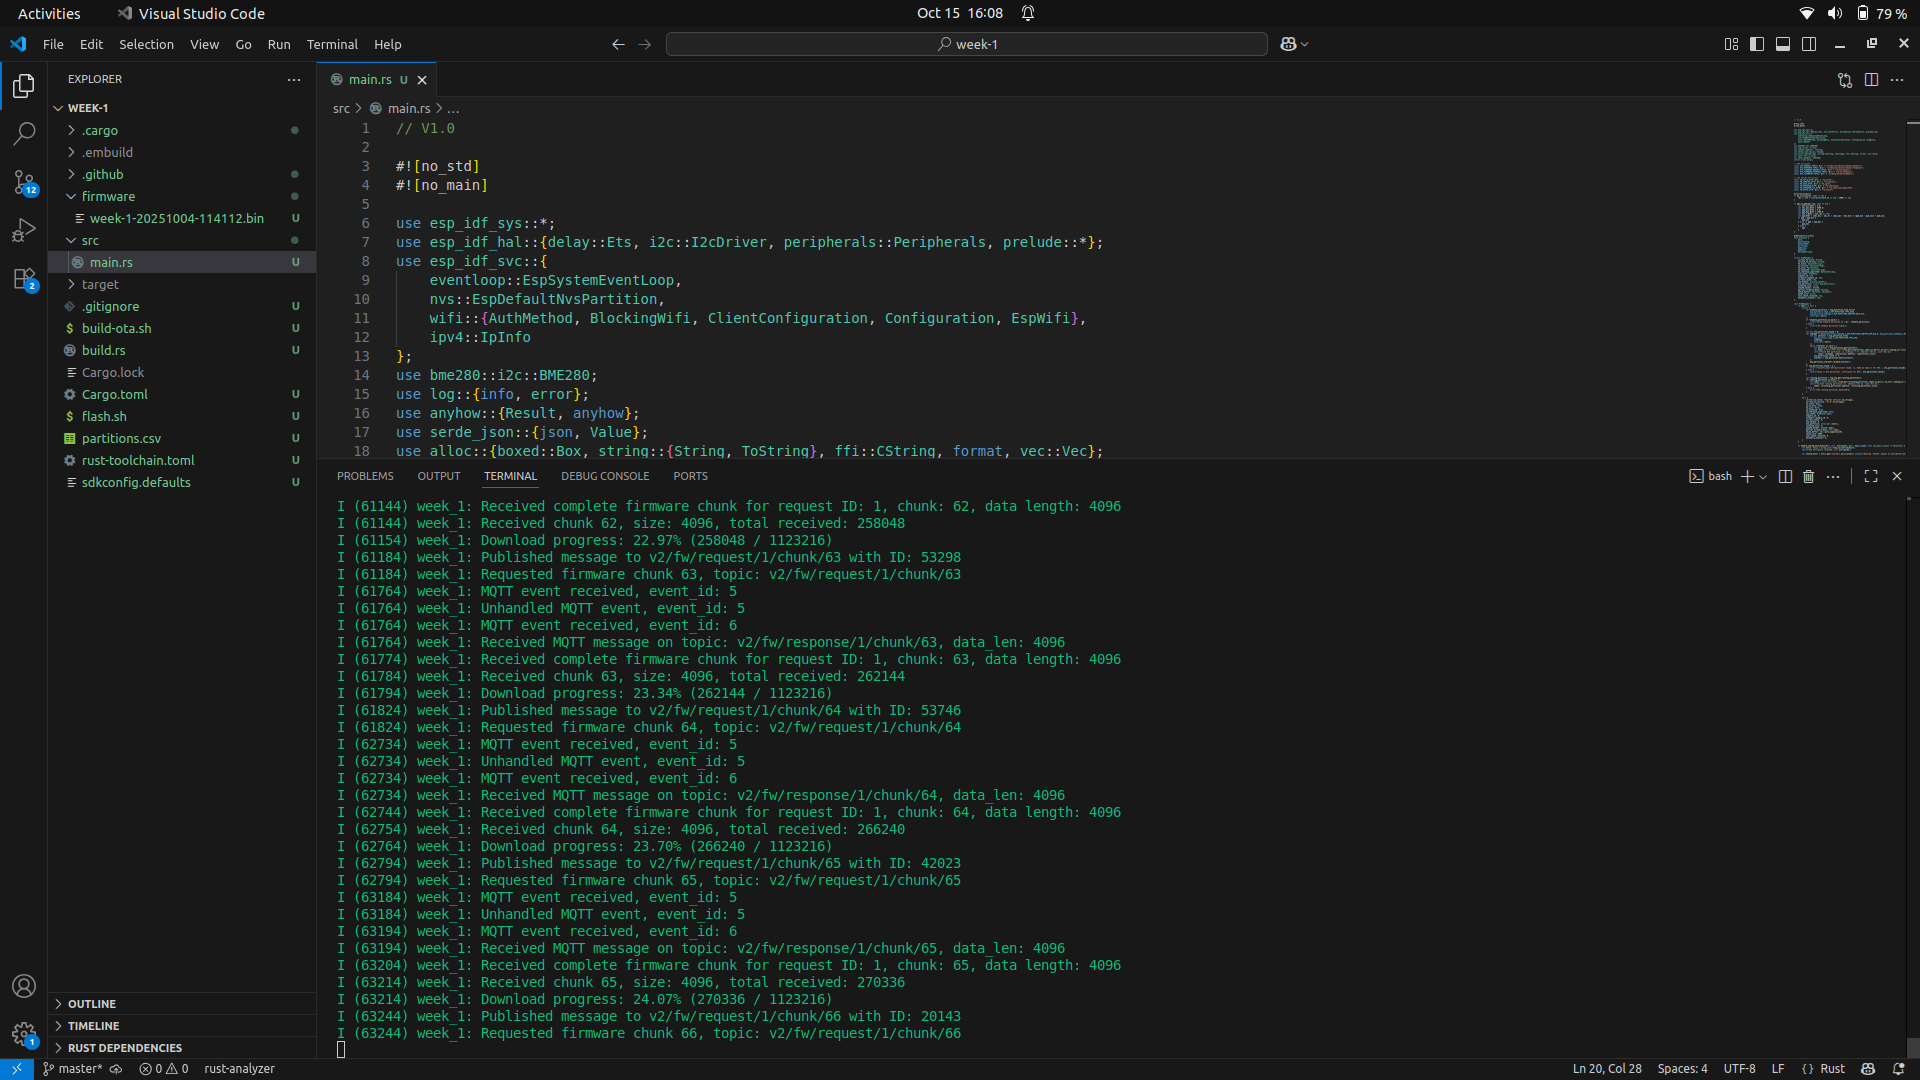 Activities
Visual Studio Code
Oct 15 16:08
79 %
File Edit Selection View Go Run Terminal Help
week-1
EXPLORER
WEEK-1
.cargo
.embuild
.github
firmware
week-1-20251004-114112.bin U
src
main.rs U
target
.gitignore U
build-ota.sh U
build.rs U
Cargo.lock
Cargo.toml U
flash.sh U
partitions.csv U
rust-toolchain.toml U
sdkconfig.defaults U
OUTLINE
TIMELINE
RUST DEPENDENCIES
12
2
1
main.rs U
src > main.rs > ...
1 // V1.0
2
3 #![no_std]
4 #![no_main]
5
6 use esp_idf_sys::*;
7 use esp_idf_hal::{delay::Ets, i2c::I2cDriver, peripherals::Peripherals, prelude::*};
8 use esp_idf_svc::{
9 eventloop::EspSystemEventLoop,
10 nvs::EspDefaultNvsPartition,
11 wifi::{AuthMethod, BlockingWifi, ClientConfiguration, Configuration, EspWifi},
12 ipv4::IpInfo
13 };
14 use bme280::i2c::BME280;
15 use log::{info, error};
16 use anyhow::{Result, anyhow};
17 use serde_json::{json, Value};
18 use alloc::{boxed::Box, string::{String, ToString}, ffi::CString, format, vec::Vec};
PROBLEMS OUTPUT TERMINAL DEBUG CONSOLE PORTS
bash
I (61144) week_1: Received complete firmware chunk for request ID: 1, chunk: 62, data length: 4096
I (61144) week_1: Received chunk 62, size: 4096, total received: 258048
I (61154) week_1: Download progress: 22.97% (258048 / 1123216)
I (61184) week_1: Published message to v2/fw/request/1/chunk/63 with ID: 53298
I (61184) week_1: Requested firmware chunk 63, topic: v2/fw/request/1/chunk/63
I (61764) week_1: MQTT event received, event_id: 5
I (61764) week_1: Unhandled MQTT event, event_id: 5
I (61764) week_1: MQTT event received, event_id: 6
I (61764) week_1: Received MQTT message on topic: v2/fw/response/1/chunk/63, data_len: 4096
I (61774) week_1: Received complete firmware chunk for request ID: 1, chunk: 63, data length: 4096
I (61784) week_1: Received chunk 63, size: 4096, total received: 262144
I (61794) week_1: Download progress: 23.34% (262144 / 1123216)
I (61824) week_1: Published message to v2/fw/request/1/chunk/64 with ID: 53746
I (61824) week_1: Requested firmware chunk 64, topic: v2/fw/request/1/chunk/64
I (62734) week_1: MQTT event received, event_id: 5
I (62734) week_1: Unhandled MQTT event, event_id: 5
I (62734) week_1: MQTT event received, event_id: 6
I (62734) week_1: Received MQTT message on topic: v2/fw/response/1/chunk/64, data_len: 4096
I (62744) week_1: Received complete firmware chunk for request ID: 1, chunk: 64, data length: 4096
I (62754) week_1: Received chunk 64, size: 4096, total received: 266240
I (62764) week_1: Download progress: 23.70% (266240 / 1123216)
I (62794) week_1: Published message to v2/fw/request/1/chunk/65 with ID: 42023
I (62794) week_1: Requested firmware chunk 65, topic: v2/fw/request/1/chunk/65
I (63184) week_1: MQTT event received, event_id: 5
I (63184) week_1: Unhandled MQTT event, event_id: 5
I (63194) week_1: MQTT event received, event_id: 6
I (63194) week_1: Received MQTT message on topic: v2/fw/response/1/chunk/65, data_len: 4096
I (63204) week_1: Received complete firmware chunk for request ID: 1, chunk: 65, data length: 4096
I (63214) week_1: Received chunk 65, size: 4096, total received: 270336
I (63214) week_1: Download progress: 24.07% (270336 / 1123216)
I (63244) week_1: Published message to v2/fw/request/1/chunk/66 with ID: 20143
I (63244) week_1: Requested firmware chunk 66, topic: v2/fw/request/1/chunk/66
master* 0 0 rust-analyzer
Ln 20, Col 28 Spaces: 4 UTF-8 LF {} Rust